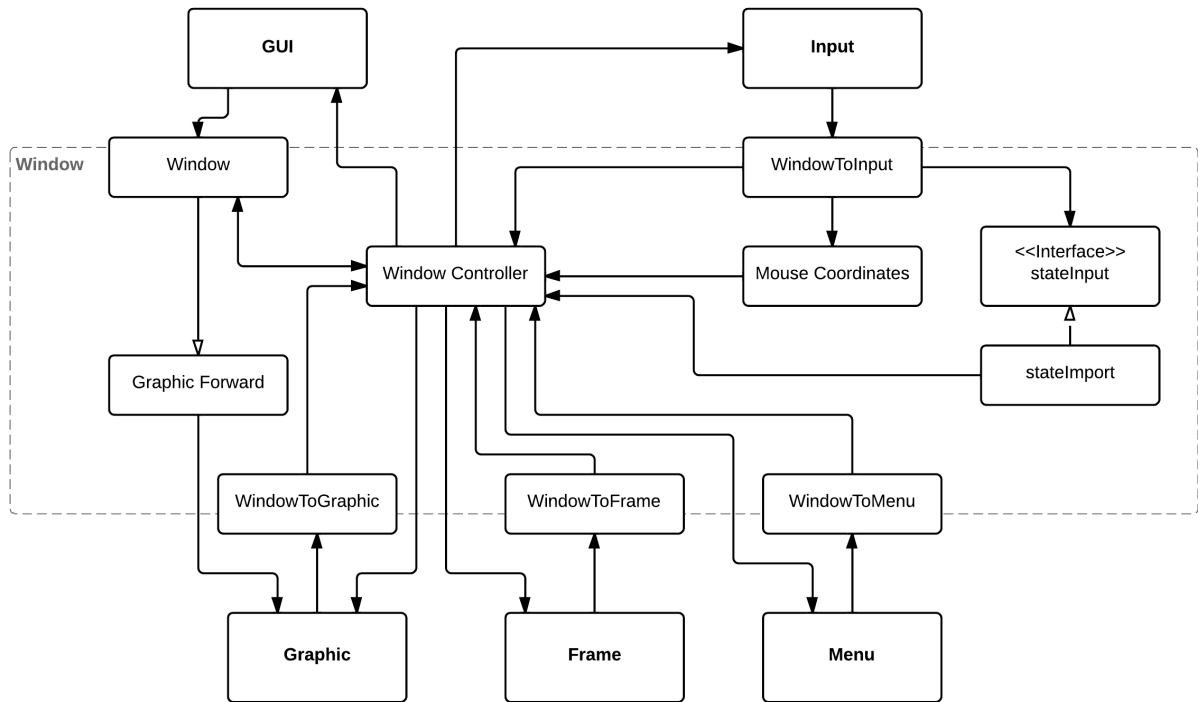 GUI
Input
Window
Window
WindowToInput
Window Controller
Mouse Coordinates
<<Interface>>
stateInput
Graphic Forward
stateImport
WindowToGraphic
WindowToFrame
WindowToMenu
Graphic
Frame
Menu